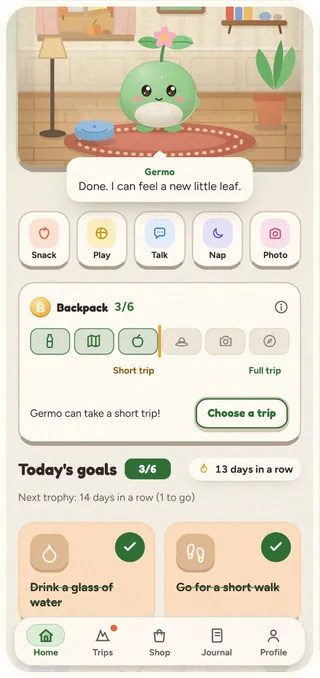 Germo
Done. I can feel a new little leaf.
Snack
Play
Talk
Nap
Photo
Backpack 3/6
Short trip
Full trip
Germo can take a short trip!
Choose a trip
Today's goals
3/6
13 days in a row
Next trophy: 14 days in a row (1 to go)
Drink a glass of
water
Go for a short walk
Home
Trips
Shop
Journal
Profile